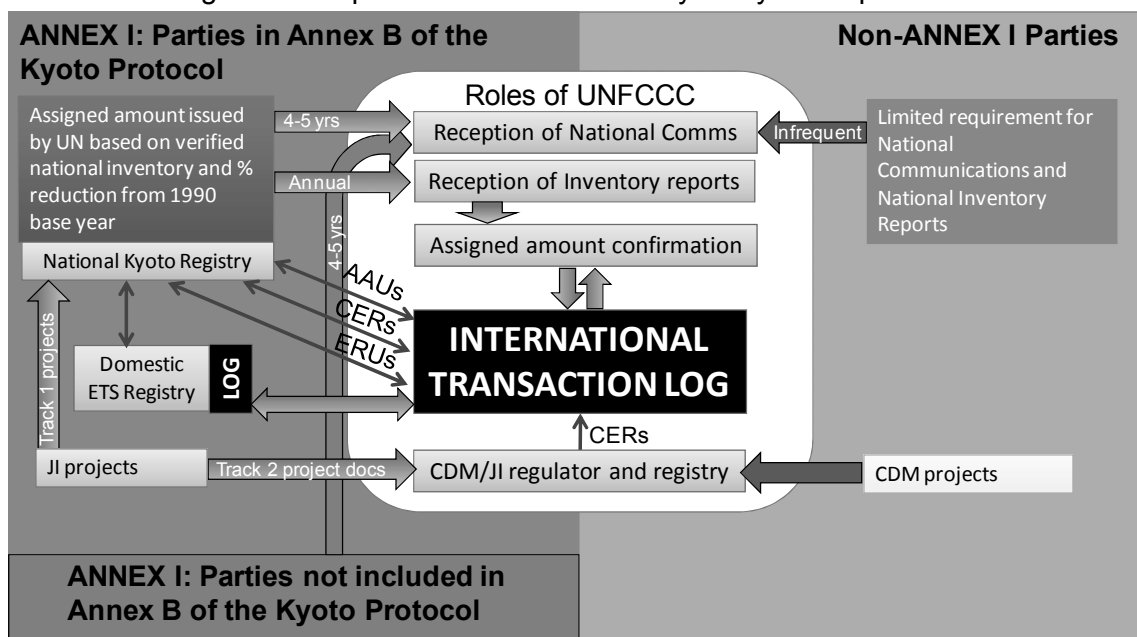 ANNEX I: Parties in Annex B of the
Kyoto Protocol
Non-ANNEX I Parties
Assigned amount issued
by UN based on verified
national inventory and %
reduction from 1990
base year
4-5 yrs
Annual
4-5 yrs
Roles of UNFCCC
Reception of National Comms
Reception of Inventory reports
Assigned amount confirmation
Infrequent
Limited requirement for
National
Communications and
National Inventory
Reports
National Kyoto Registry
AAUs
CERs
ERUs
INTERNATIONAL
TRANSACTION LOG
Domestic
ETS Registry
LOG
Track 1 projects
CERs
JI projects
Track 2 project docs
CDM/JI regulator and registry
CDM projects
ANNEX I: Parties not included in
Annex B of the Kyoto Protocol